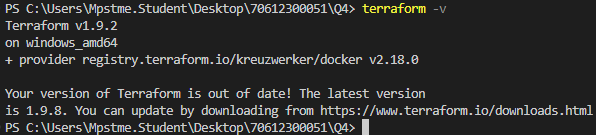 PS C:\Users\Mpstme.Student\Desktop\70612300051\Q4> terraform -v
Terraform v1.9.2
on windows_amd64
+ provider registry.terraform.io/kreuzwerker/docker v2.18.0

Your version of Terraform is out of date! The latest version
is 1.9.8. You can update by downloading from https://www.terraform.io/downloads.html
PS C:\Users\Mpstme.Student\Desktop\70612300051\Q4>